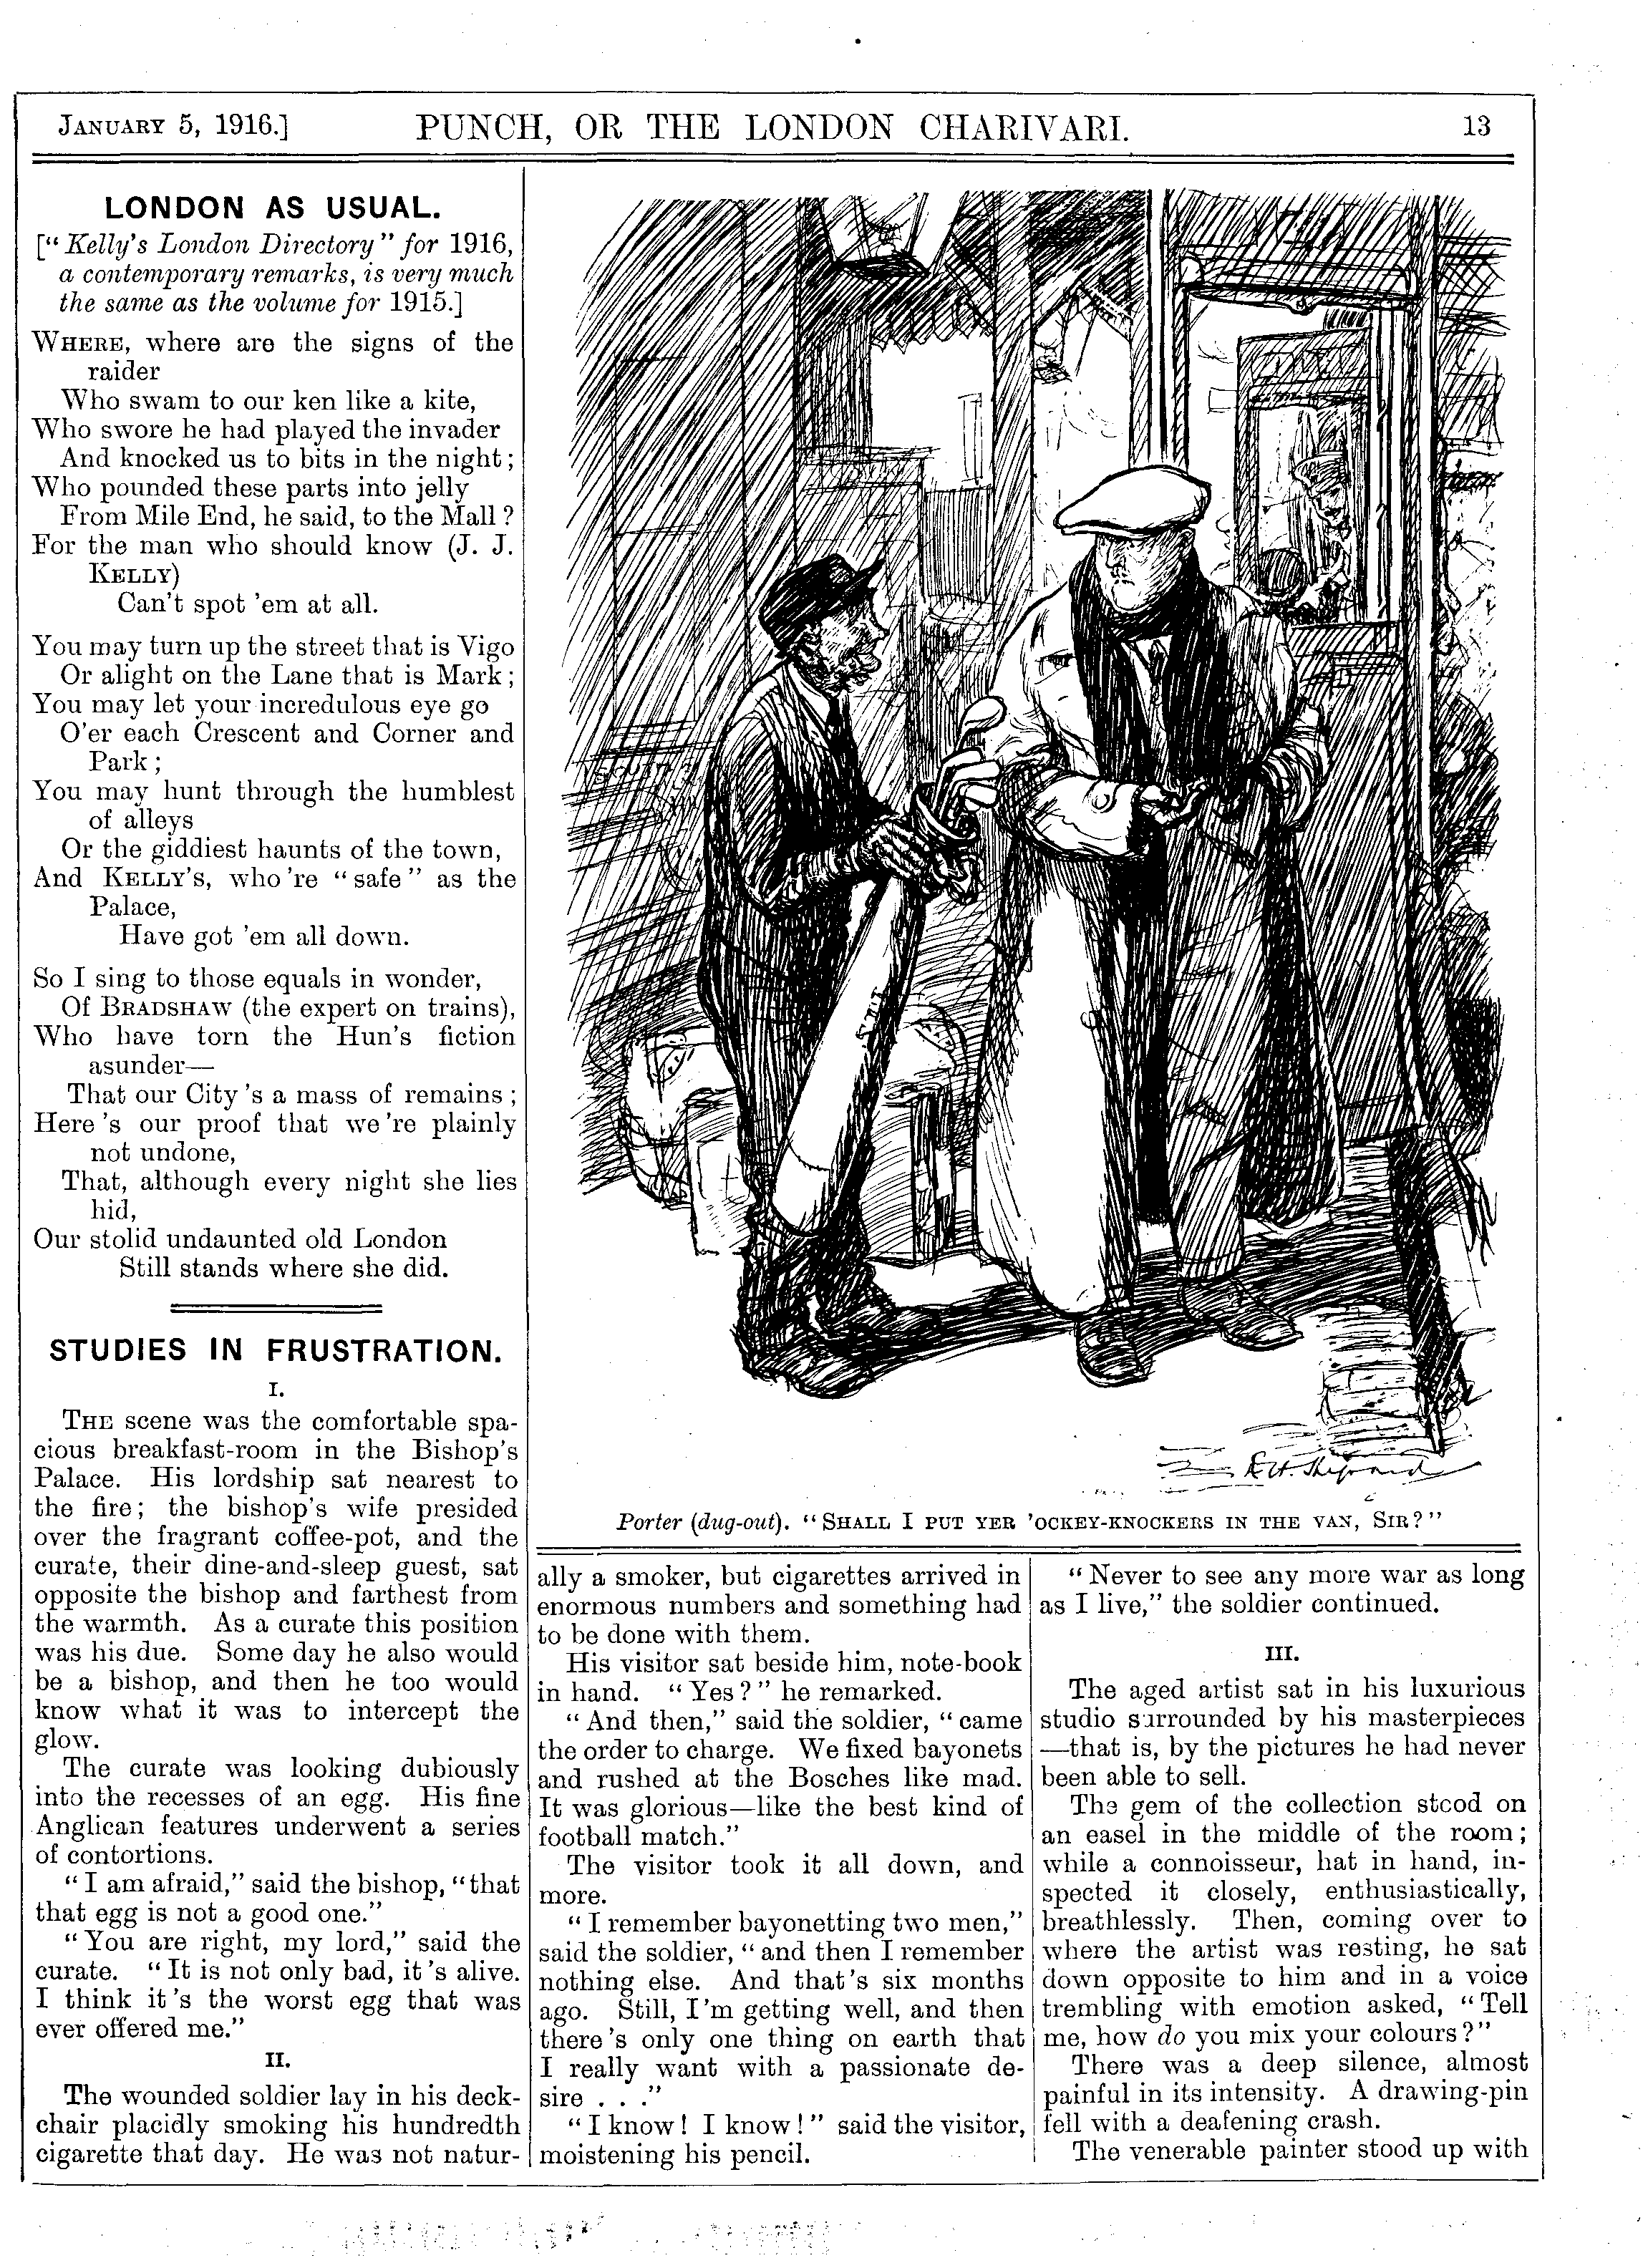 JANUARY 5, 1916.] PUNCH, OR THE LONDON CHARIVARI. 13
LONDON AS USUAL.
["Kelly's London Directory" for 1916,
a contemporary remarks, is very much
the same as the volume for 1915.]
WHERE, where are the signs of the
raider
Who swam to our ken like a kite,
Who swore he had played the invader
And knocked us to bits in the night;
Who pounded these parts into jelly
From Mile End, he said, to the Mall?
For the man who should know (J. J.
KELLY)
Can't spot 'em at all.
You may turn up the street that is Vigo
Or alight on the Lane that is Mark;
You may let your incredulous eye go
O'er each Crescent and Corner and
Park;
You may hunt through the humblest
of alleys
Or the giddiest haunts of the town,
And KELLY'S, who're "safe" as the
Palace,
Have got 'em all down.
So I sing to those equals in wonder,
Of BRADSHAW (the expert on trains),
Who have torn the Hun's fiction
asunder—
That our City's a mass of remains;
Here's our proof that we're plainly
not undone,
That, although every night she lies
hid,
Our stolid undaunted old London
Still stands where she did.
STUDIES IN FRUSTRATION.
I.
THE scene was the comfortable spa-
cious breakfast-room in the Bishop's
Palace. His lordship sat nearest to
the fire; the bishop's wife presided
over the fragrant coffee-pot, and the
curate, their dine-and-sleep guest, sat
opposite the bishop and farthest from
the warmth. As a curate this position
was his due. Some day he also would
be a bishop, and then he too would
know what it was to intercept the
glow.
The curate was looking dubiously
into the recesses of an egg. His fine
Anglican features underwent a series
of contortions.
"I am afraid," said the bishop, "that
that egg is not a good one."
"You are right, my lord," said the
curate. "It is not only bad, it's alive.
I think it's the worst egg that was
ever offered me."
II.
The wounded soldier lay in his deck-
chair placidly smoking his hundredth
cigarette that day. He was not natur-
E. H. Shepard
Porter (dug-out). "SHALL I PUT YER 'OCKEY-KNOCKERS IN THE VAN, SIR?"
ally a smoker, but cigarettes arrived in
enormous numbers and something had
to be done with them.
His visitor sat beside him, note-book
in hand. "Yes?" he remarked.
"And then," said the soldier, "came
the order to charge. We fixed bayonets
and rushed at the Bosches like mad.
It was glorious—like the best kind of
football match."
The visitor took it all down, and
more.
"I remember bayonetting two men,"
said the soldier, "and then I remember
nothing else. And that's six months
ago. Still, I'm getting well, and then
there's only one thing on earth that
I really want with a passionate de-
sire . . ."
"I know! I know!" said the visitor,
moistening his pencil.
"Never to see any more war as long
as I live," the soldier continued.
III.
The aged artist sat in his luxurious
studio surrounded by his masterpieces
—that is, by the pictures he had never
been able to sell.
The gem of the collection stood on
an easel in the middle of the room;
while a connoisseur, hat in hand, in-
spected it closely, enthusiastically,
breathlessly. Then, coming over to
where the artist was resting, he sat
down opposite to him and in a voice
trembling with emotion asked, "Tell
me, how do you mix your colours?"
There was a deep silence, almost
painful in its intensity. A drawing-pin
fell with a deafening crash.
The venerable painter stood up with